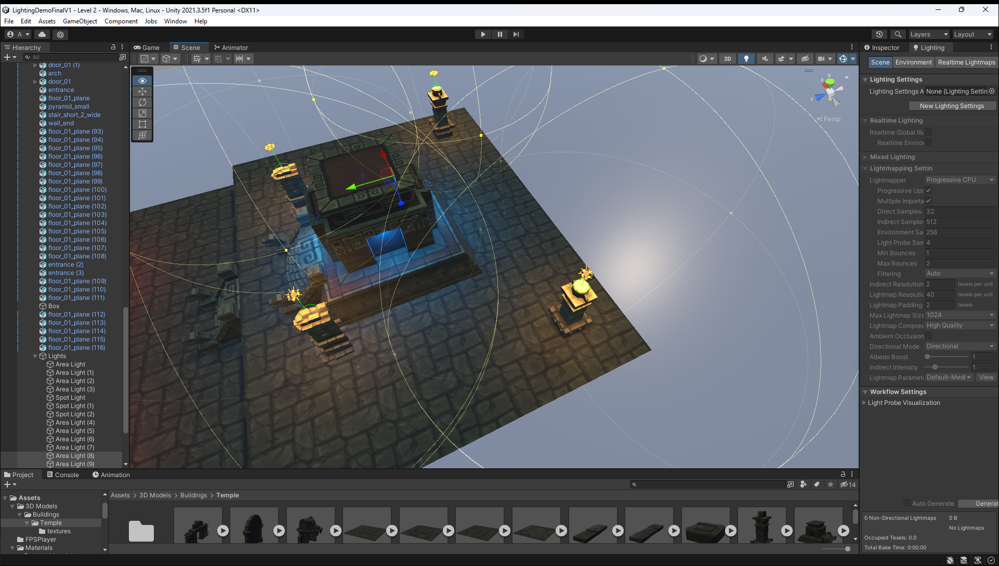 LightingDemoFinalV1 - Level 2 - Windows, Mac, Linux - Unity 2021.3.5f1 Personal <DX11>
File Edit Assets GameObject Component Jobs Window Help
A Layers Layout
Hierarchy
All
door_01 (1)
arch
door_01
entrance
floor_01_plane
pyramid_small
stair_short_2_wide
wall_end
floor_01_plane (93)
floor_01_plane (94)
floor_01_plane (95)
floor_01_plane (96)
floor_01_plane (97)
floor_01_plane (98)
floor_01_plane (99)
floor_01_plane (100)
floor_01_plane (101)
floor_01_plane (102)
floor_01_plane (103)
floor_01_plane (104)
floor_01_plane (105)
floor_01_plane (106)
floor_01_plane (107)
floor_01_plane (108)
entrance (2)
entrance (3)
floor_01_plane (109)
floor_01_plane (110)
floor_01_plane (111)
Box
floor_01_plane (112)
floor_01_plane (113)
floor_01_plane (114)
floor_01_plane (115)
floor_01_plane (116)
Lights
Area Light
Area Light (1)
Area Light (2)
Area Light (3)
Spot Light
Spot Light (1)
Spot Light (2)
Area Light (4)
Area Light (5)
Area Light (6)
Area Light (7)
Area Light (8)
Area Light (9)
Game Scene Animator
2D
y
x
z
Persp
Inspector Lighting
Scene Environment Realtime Lightmaps
Lighting Settings
Lighting Settings A None (Lighting Settin
New Lighting Settings
Realtime Lighting
Realtime Global Illu
Realtime Enviro
Mixed Lighting
Lightmapping Settin
Lightmapper Progressive CPU
Progressive Upd
Multiple Importa
Direct Samples 32
Indirect Samples 512
Environment Sa 256
Light Probe Sam 4
Min Bounces 1
Max Bounces 2
Filtering Auto
Indirect Resolution 2 texels per unit
Lightmap Resolutic 40 texels per unit
Lightmap Padding 2 texels
Max Lightmap Size 1024
Lightmap Compres High Quality
Ambient Occlusion
Directional Mode Directional
Albedo Boost 1
Indirect Intensity 1
Lightmap Paramet Default-Medi View
Workflow Settings
Light Probe Visualization
Auto Generate Generat
0 Non-Directional Lightmaps 0 B
No Lightmaps
Occupied Texels: 0.0
Total Bake Time: 0:00:00
Project Console Animation
14
Assets
3D Models
Buildings
Temple
textures
FPSPlayer
Materials
Assets > 3D Models > Buildings > Temple